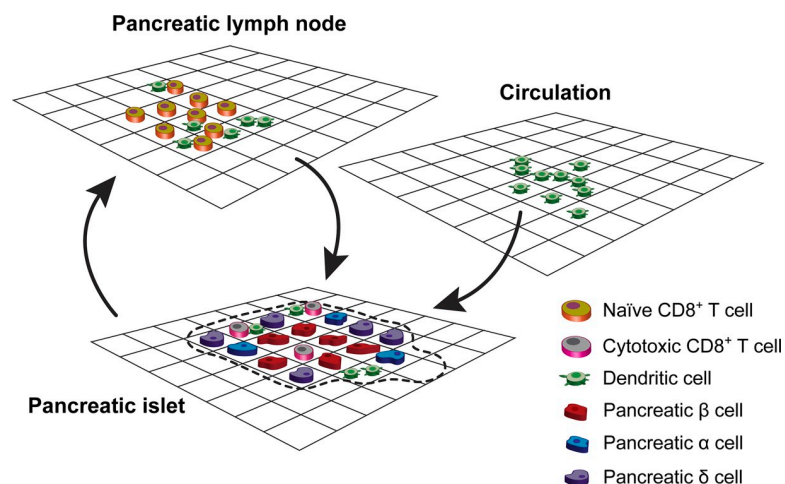 Pancreatic lymph node
Circulation
Pancreatic islet
Naïve CD8⁺ T cell
Cytotoxic CD8⁺ T cell
Dendritic cell
Pancreatic β cell
Pancreatic α cell
Pancreatic δ cell